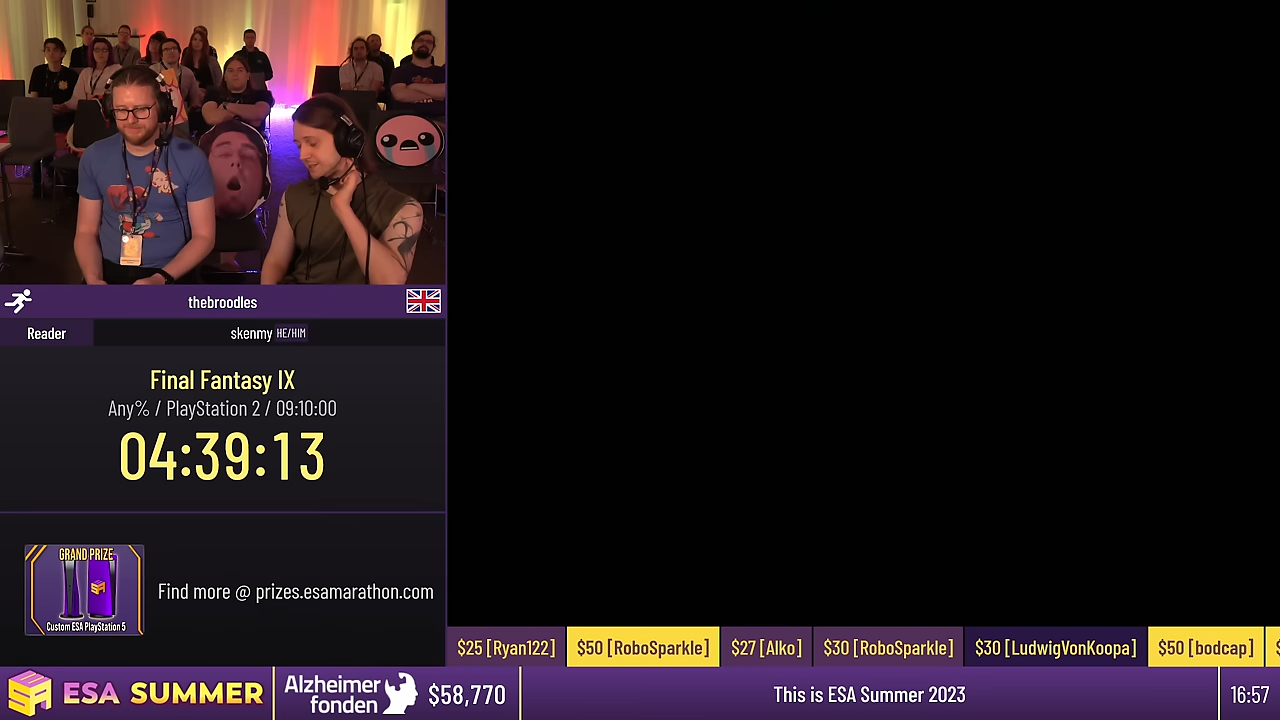 thebroodles
Reader
skenmy HE/HIM
Final Fantasy IX
Any% / PlayStation 2 / 09:10:00
04:39:13
GRAND PRIZE
Custom ESA PlayStation 5
Find more @ prizes.esamarathon.com
$25 [Ryan122]
$50 [RoboSparkle]
$27 [Alko]
$30 [RoboSparkle]
$30 [LudwigVonKoopa]
$50 [bodcap]
ESA SUMMER
Alzheimer
fonden
$58,770
This is ESA Summer 2023
16:57